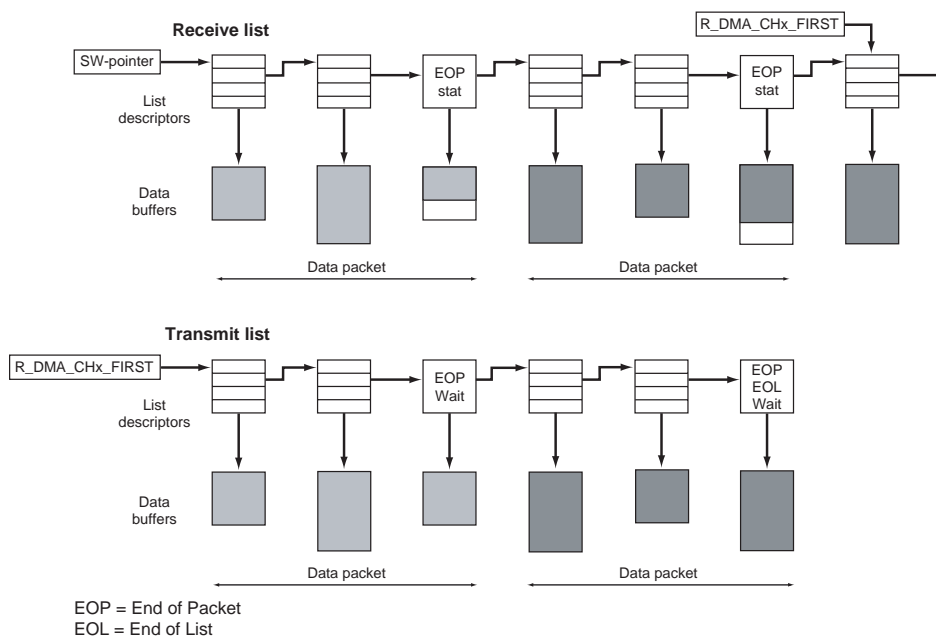 Receive list
R_DMA_CHx_FIRST
SW-pointer
EOP
stat
EOP
stat
List
descriptors
Data
buffers
Data packet
Data packet
Transmit list
R_DMA_CHx_FIRST
EOP
Wait
EOP
EOL
Wait
List
descriptors
Data
buffers
Data packet
Data packet
EOP = End of Packet
EOL = End of List